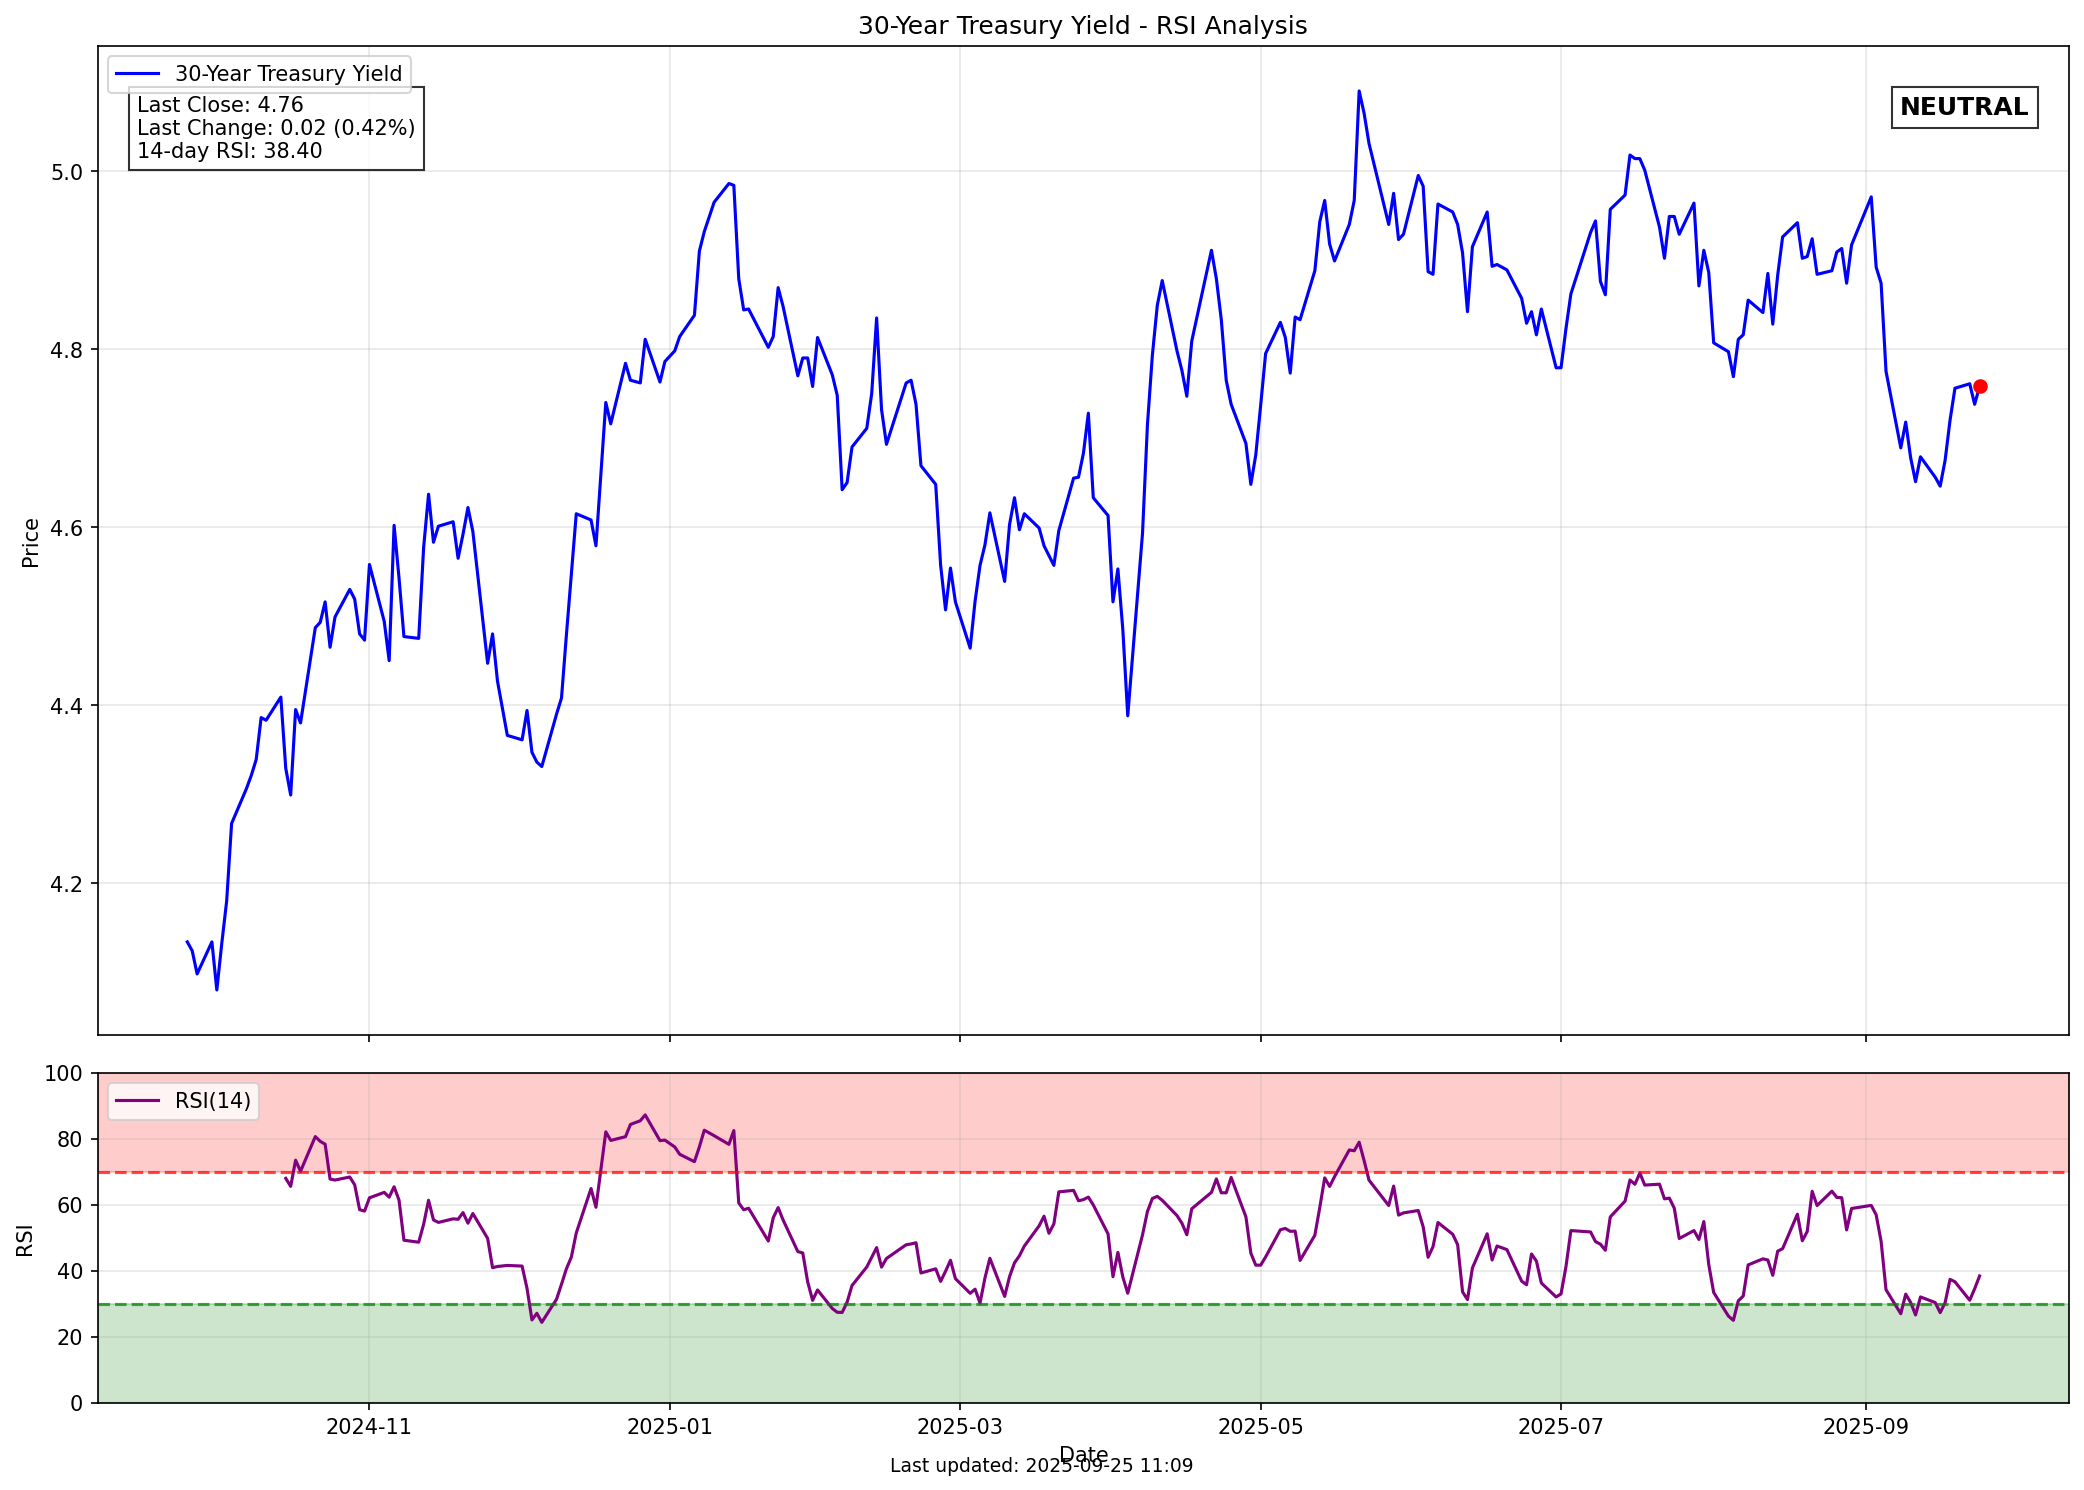 30-Year Treasury Yield - RSI Analysis
30-Year Treasury Yield
Last Close: 4.76
Last Change: 0.02 (0.42%)
14-day RSI: 38.40
NEUTRAL
Price
5.0
4.8
4.6
4.4
4.2
RSI(14)
RSI
100
80
60
40
20
0
2024-11
2025-01
2025-03
2025-05
2025-07
2025-09
Date
Last updated: 2025-09-25 11:09